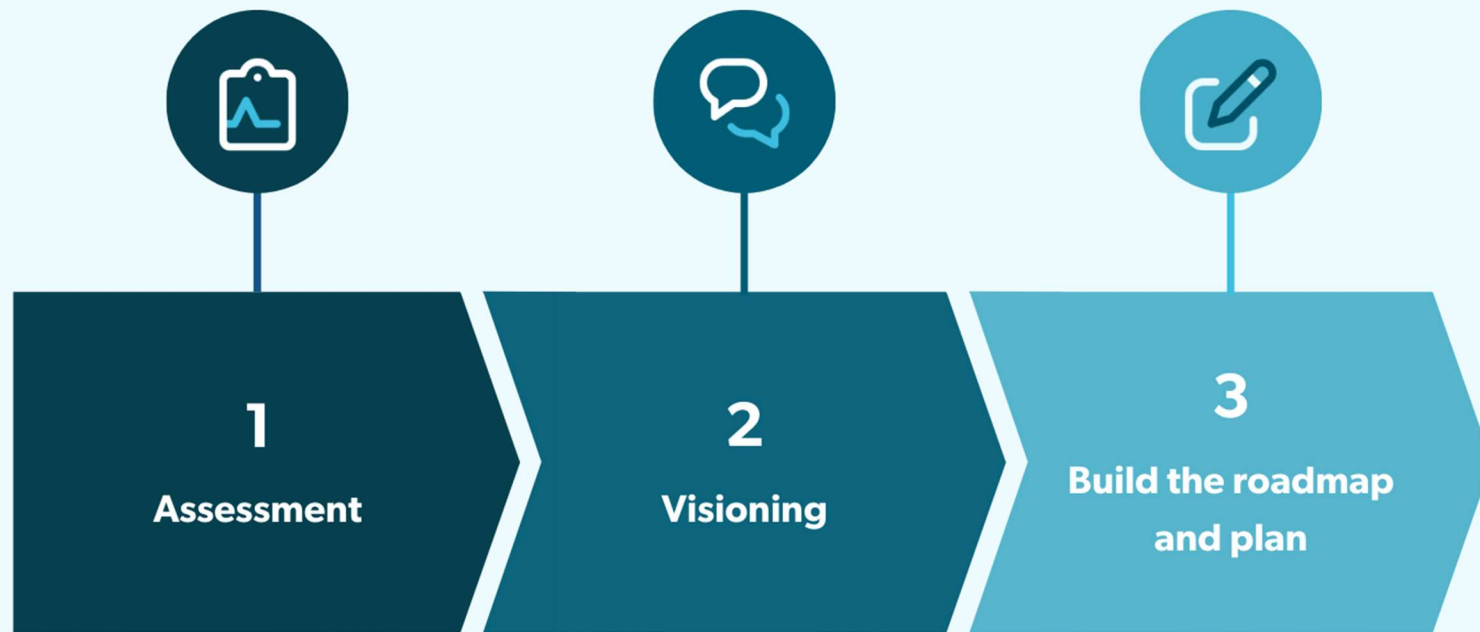 1
Assessment
2
Visioning
3
Build the roadmap
and plan